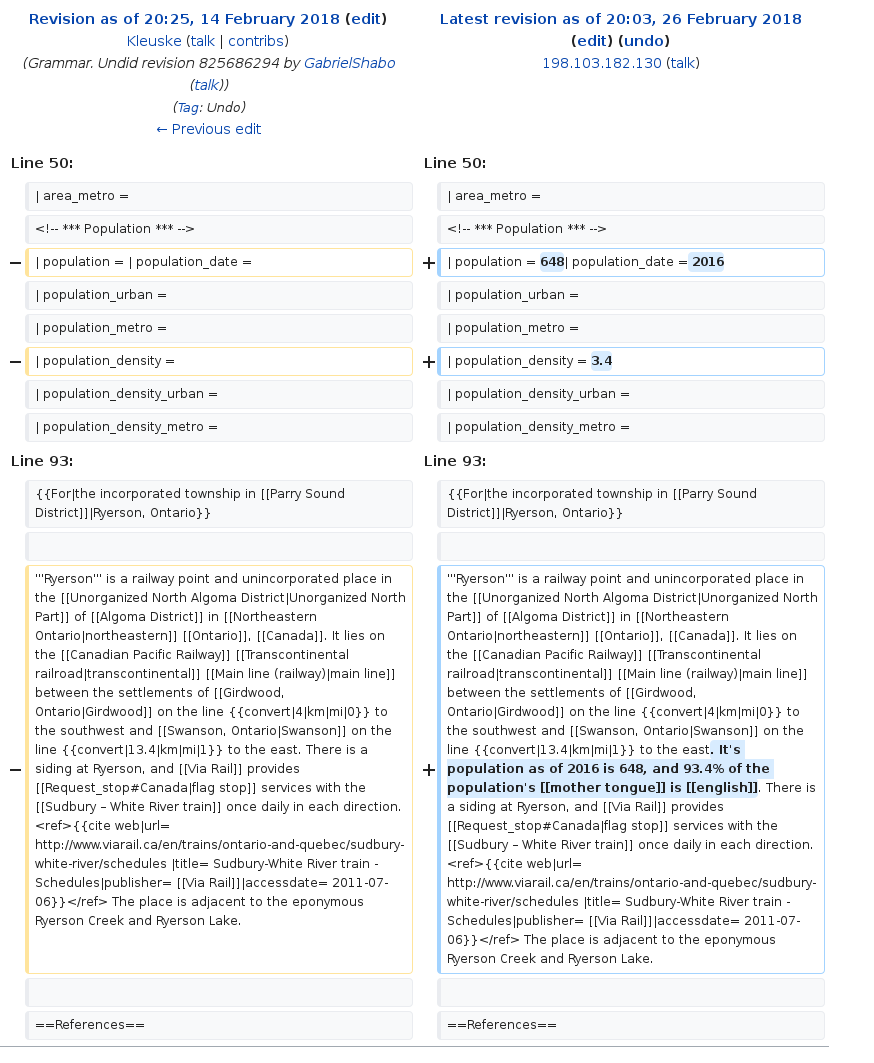 Revision as of 20:25, 14 February 2018 (edit)
Kleuske (talk | contribs)
(Grammar. Undid revision 825686294 by GabrielShabo
(talk))
(Tag: Undo)
← Previous edit
Latest revision as of 20:03, 26 February 2018
(edit) (undo)
198.103.182.130 (talk)
Line 50:
Line 50:
| area_metro =
| area_metro =
<!-- *** Population *** -->
<!-- *** Population *** -->
− | population = | population_date =
+ | population = 648| population_date = 2016
| population_urban =
| population_urban =
| population_metro =
| population_metro =
− | population_density =
+ | population_density = 3.4
| population_density_urban =
| population_density_urban =
| population_density_metro =
| population_density_metro =
Line 93:
Line 93:
{{For|the incorporated township in [[Parry Sound
District]]|Ryerson, Ontario}}
{{For|the incorporated township in [[Parry Sound
District]]|Ryerson, Ontario}}
−
'''Ryerson''' is a railway point and unincorporated place in
the [[Unorganized North Algoma District|Unorganized North
Part]] of [[Algoma District]] in [[Northeastern
Ontario|northeastern]] [[Ontario]], [[Canada]]. It lies on
the [[Canadian Pacific Railway]] [[Transcontinental
railroad|transcontinental]] [[Main line (railway)|main line]]
between the settlements of [[Girdwood,
Ontario|Girdwood]] on the line {{convert|4|km|mi|0}} to
the southwest and [[Swanson, Ontario|Swanson]] on the
line {{convert|13.4|km|mi|1}} to the east. There is a
siding at Ryerson, and [[Via Rail]] provides
[[Request_stop#Canada|flag stop]] services with the
[[Sudbury – White River train]] once daily in each direction.
<ref>{{cite web|url=
http://www.viarail.ca/en/trains/ontario-and-quebec/sudbury-
white-river/schedules |title= Sudbury-White River train -
Schedules|publisher= [[Via Rail]]|accessdate= 2011-07-
06}}</ref> The place is adjacent to the eponymous
Ryerson Creek and Ryerson Lake.
+
'''Ryerson''' is a railway point and unincorporated place in
the [[Unorganized North Algoma District|Unorganized North
Part]] of [[Algoma District]] in [[Northeastern
Ontario|northeastern]] [[Ontario]], [[Canada]]. It lies on
the [[Canadian Pacific Railway]] [[Transcontinental
railroad|transcontinental]] [[Main line (railway)|main line]]
between the settlements of [[Girdwood,
Ontario|Girdwood]] on the line {{convert|4|km|mi|0}} to
the southwest and [[Swanson, Ontario|Swanson]] on the
line {{convert|13.4|km|mi|1}} to the east. It's
population as of 2016 is 648, and 93.4% of the
population's [[mother tongue]] is [[english]]. There is
a siding at Ryerson, and [[Via Rail]] provides
[[Request_stop#Canada|flag stop]] services with the
[[Sudbury – White River train]] once daily in each direction.
<ref>{{cite web|url=
http://www.viarail.ca/en/trains/ontario-and-quebec/sudbury-
white-river/schedules |title= Sudbury-White River train -
Schedules|publisher= [[Via Rail]]|accessdate= 2011-07-
06}}</ref> The place is adjacent to the eponymous
Ryerson Creek and Ryerson Lake.
==References==
==References==